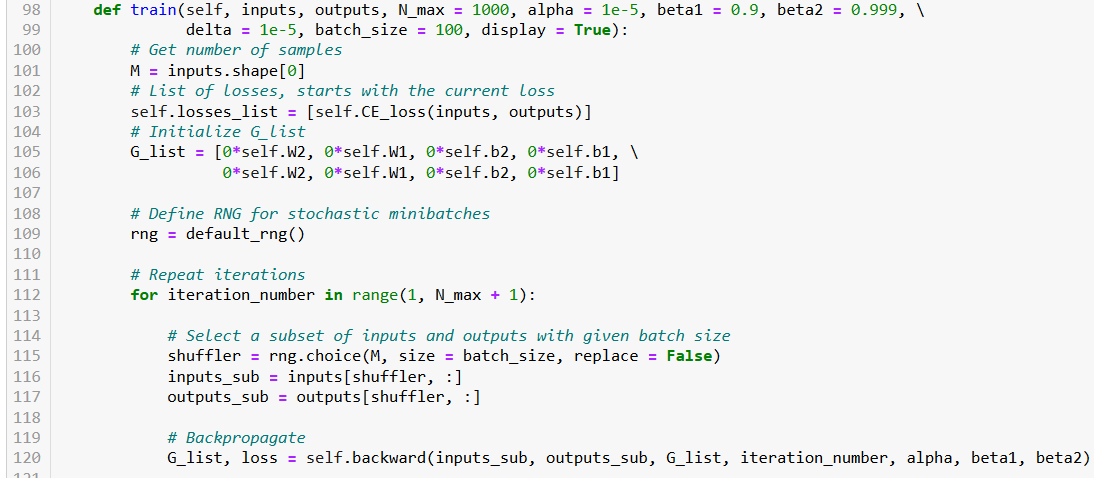 98 def train(self, inputs, outputs, N_max = 1000, alpha = 1e-5, beta1 = 0.9, beta2 = 0.999, \
99 delta = 1e-5, batch_size = 100, display = True):
100 # Get number of samples
101 M = inputs.shape[0]
102 # List of losses, starts with the current loss
103 self.losses_list = [self.CE_loss(inputs, outputs)]
104 # Initialize G_list
105 G_list = [0*self.W2, 0*self.W1, 0*self.b2, 0*self.b1, \
106 0*self.W2, 0*self.W1, 0*self.b2, 0*self.b1]
107
108 # Define RNG for stochastic minibatches
109 rng = default_rng()
110
111 # Repeat iterations
112 for iteration_number in range(1, N_max + 1):
113
114 # Select a subset of inputs and outputs with given batch size
115 shuffler = rng.choice(M, size = batch_size, replace = False)
116 inputs_sub = inputs[shuffler, :]
117 outputs_sub = outputs[shuffler, :]
118
119 # Backpropagate
120 G_list, loss = self.backward(inputs_sub, outputs_sub, G_list, iteration_number, alpha, beta1, beta2)